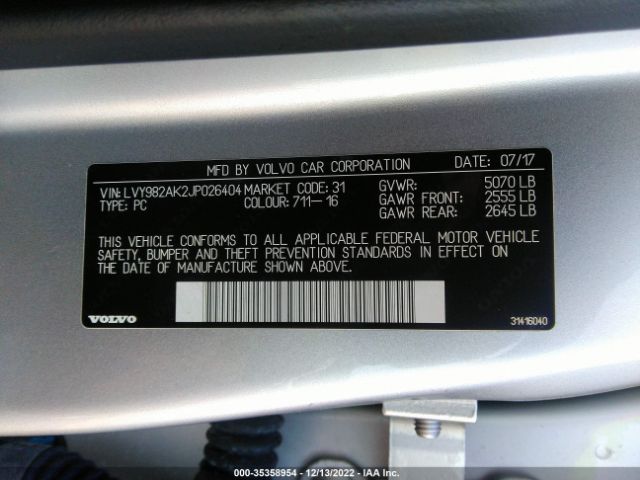 MFD BY VOLVO CAR CORPORATION DATE: 07/17
VIN: LVY982AK2JP026404 MARKET CODE: 31 GVWR: 5070 LB
TYPE: PC COLOUR: 711-16 GAWR FRONT: 2555 LB
GAWR REAR: 2645 LB
THIS VEHICLE CONFORMS TO ALL APPLICABLE FEDERAL MOTOR VEHICLE
SAFETY, BUMPER AND THEFT PREVENTION STANDARDS IN EFFECT ON
THE DATE OF MANUFACTURE SHOWN ABOVE.
VOLVO 31416040
000-35358954 - 12/13/2022 - IAA Inc.